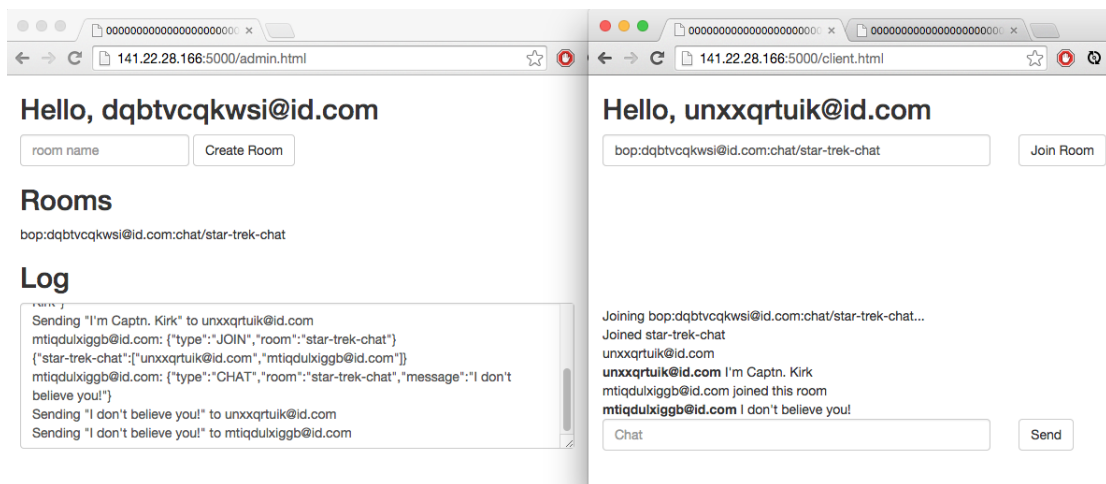 00000000000000000000000
141.22.28.166:5000/admin.html
Hello, dqbtvcqkwsi@id.com
room name
Create Room
Rooms
bop:dqbtvcqkwsi@id.com:chat/star-trek-chat
Log
Kirk"}
Sending "I'm Captn. Kirk" to unxxqrtuik@id.com
mtiqdulxiggb@id.com: {"type":"JOIN","room":"star-trek-chat"}
{"star-trek-chat":["unxxqrtuik@id.com","mtiqdulxiggb@id.com"]}
mtiqdulxiggb@id.com: {"type":"CHAT","room":"star-trek-chat","message":"I don't
believe you!"}
Sending "I don't believe you!" to unxxqrtuik@id.com
Sending "I don't believe you!" to mtiqdulxiggb@id.com
00000000000000000000000
00000000000000000000000
141.22.28.166:5000/client.html
Hello, unxxqrtuik@id.com
bop:dqbtvcqkwsi@id.com:chat/star-trek-chat
Join Room
Joining bop:dqbtvcqkwsi@id.com:chat/star-trek-chat...
Joined star-trek-chat
unxxqrtuik@id.com
unxxqrtuik@id.com I'm Captn. Kirk
mtiqdulxiggb@id.com joined this room
mtiqdulxiggb@id.com I don't believe you!
Chat
Send